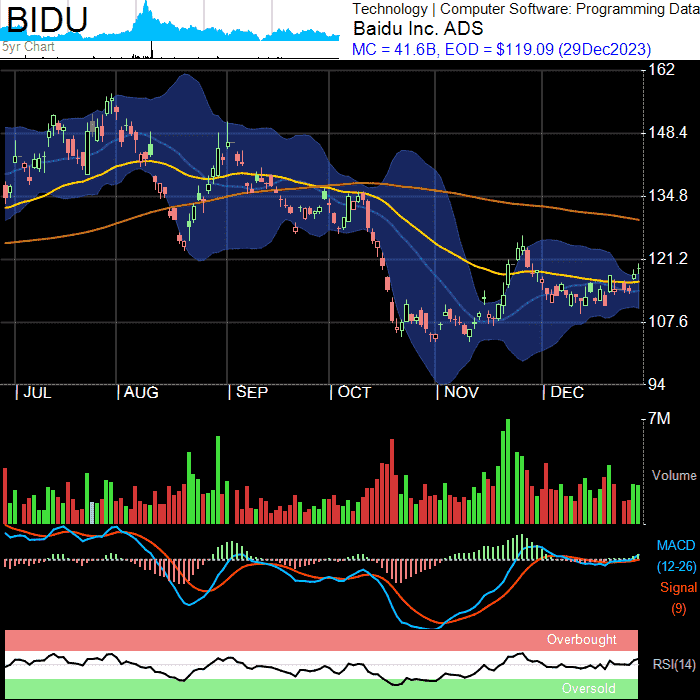 BIDU
Technology | Computer Software: Programming Data
Baidu Inc. ADS
MC = 41.6B, EOD = $119.09 (29Dec2023)
5yr Chart
162
148.4
134.8
121.2
107.6
94
JUL AUG SEP OCT NOV DEC
7M
Volume
MACD
(12-26)
Signal
(9)
Overbought
RSI(14)
Oversold